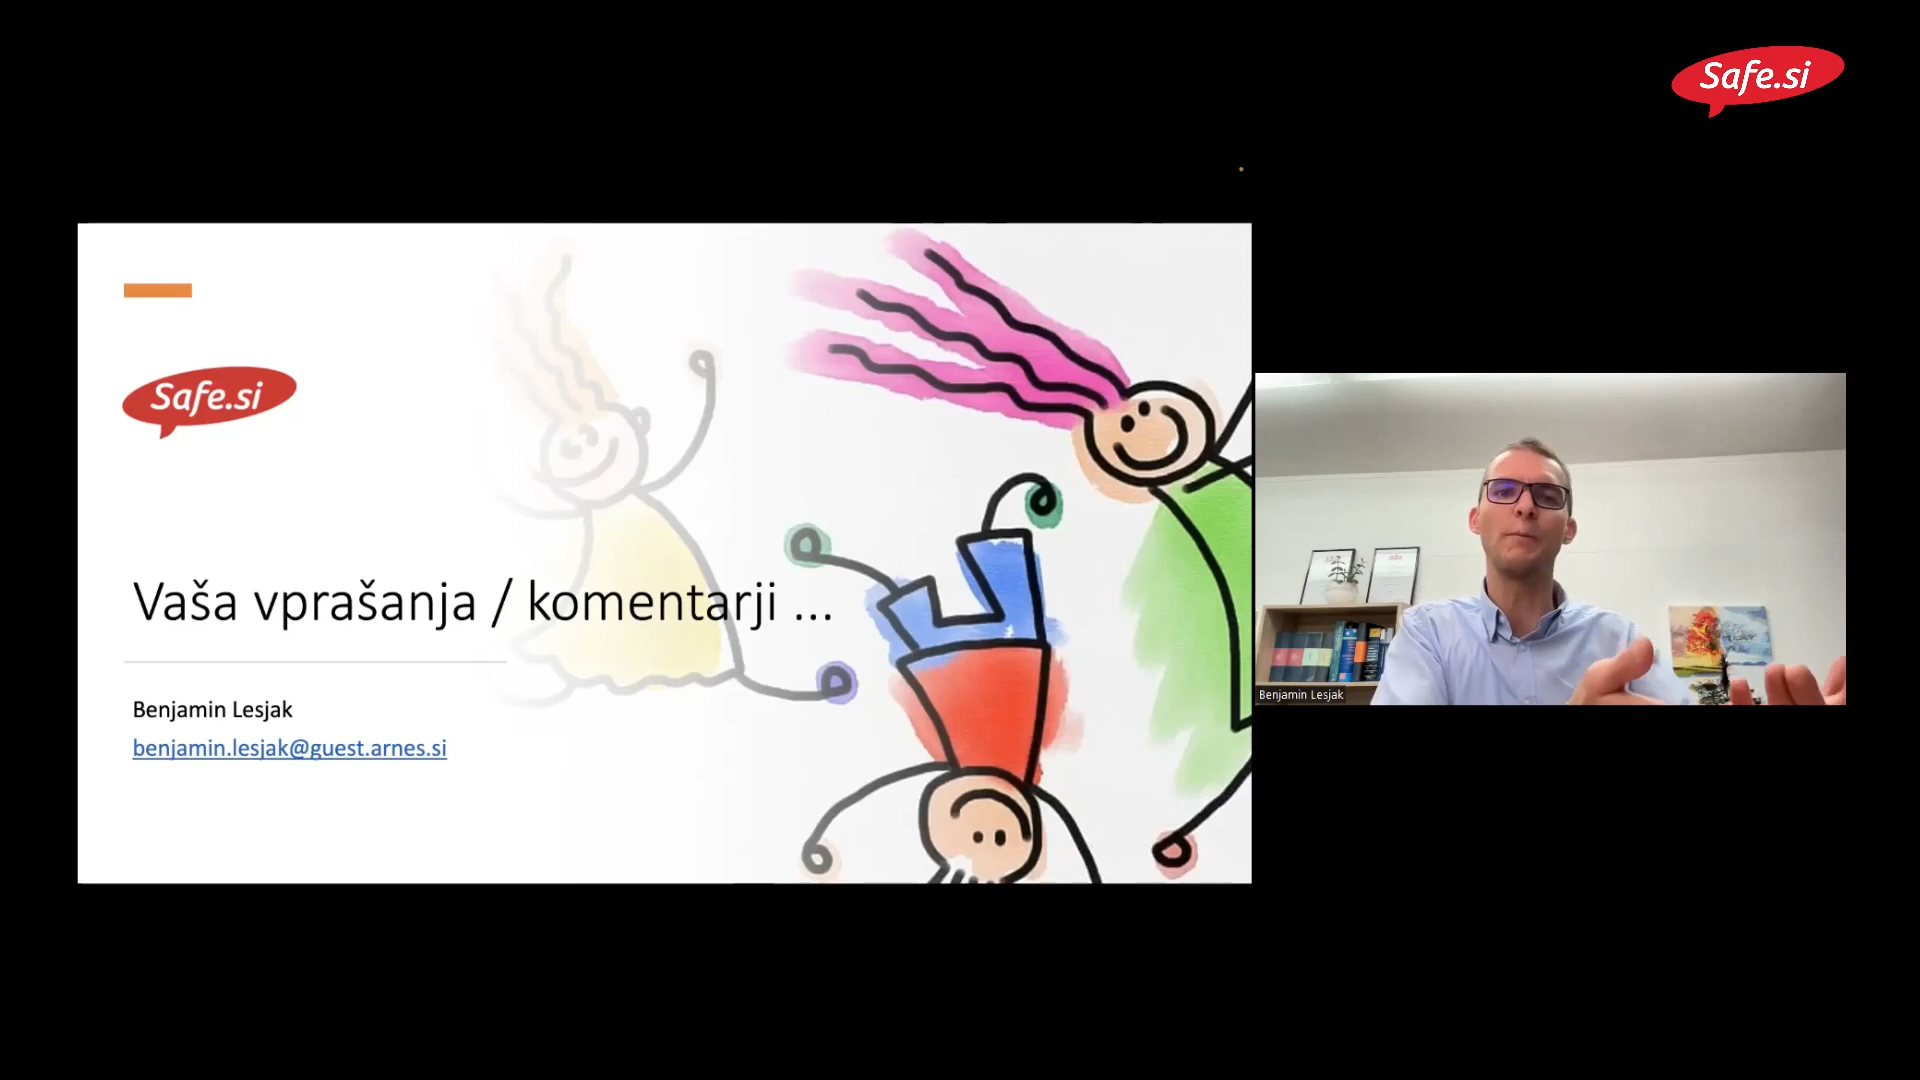 Safe.si
Safe.si
Vaša vprašanja / komentarji ...
Benjamin Lesjak
benjamin.lesjak@guest.arnes.si
Benjamin Lesjak